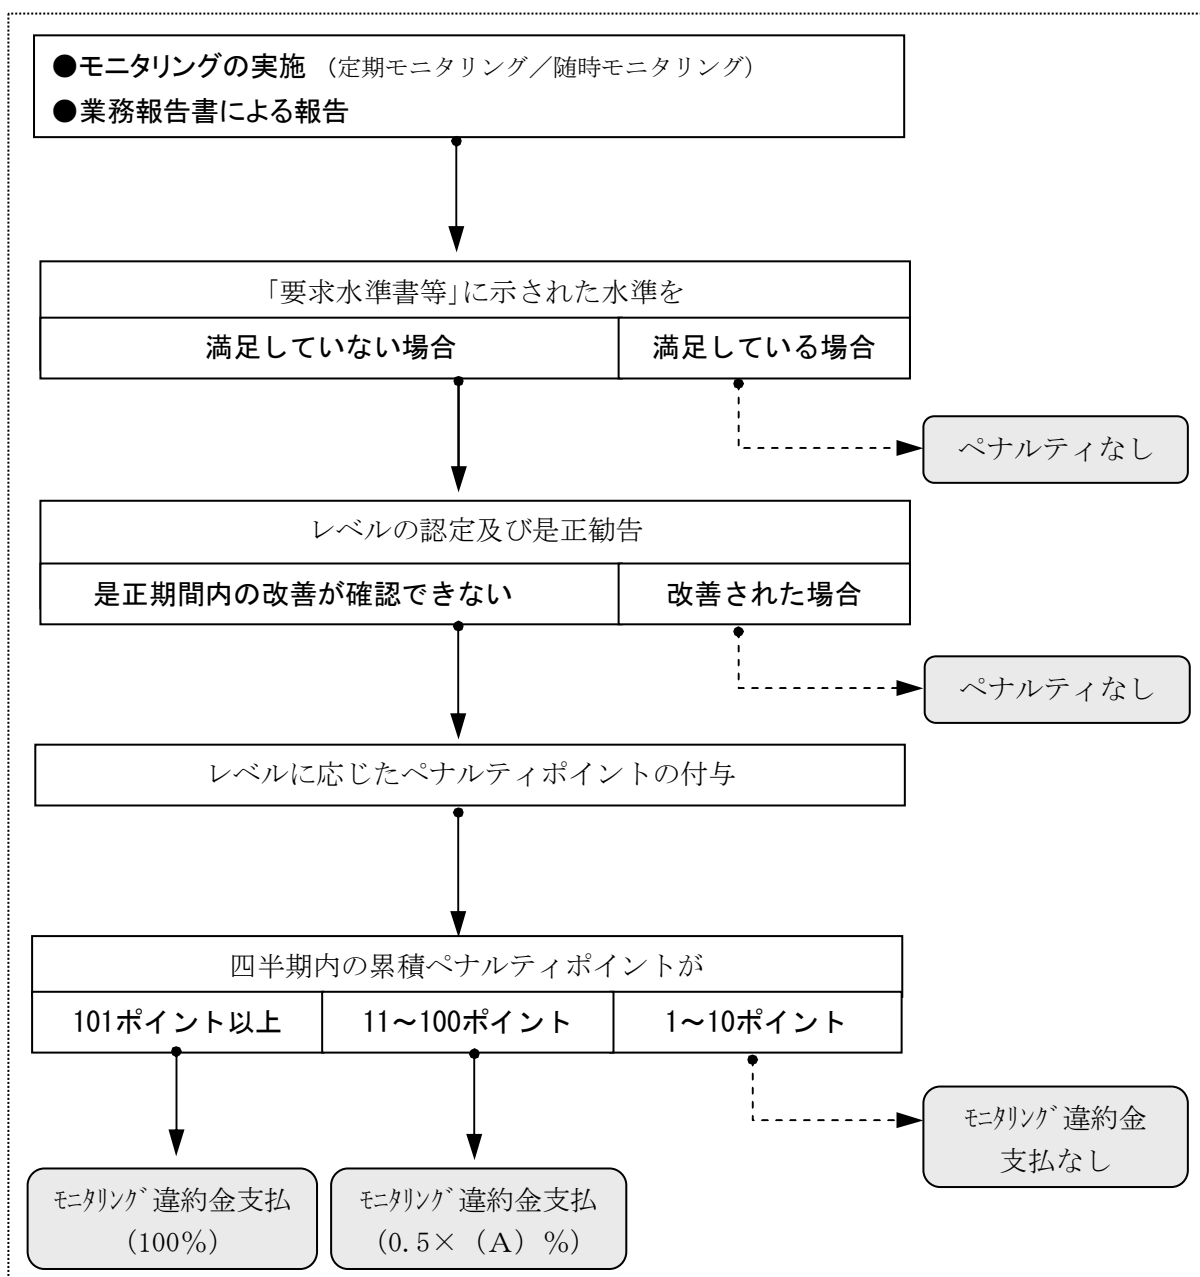 ●モニタリングの実施 （定期モニタリング／随時モニタリング）
●業務報告書による報告
「要求水準書等」に示された水準を
満足していない場合
満足している場合
ペナルティなし
レベルの認定及び是正勧告
是正期間内の改善が確認できない
改善された場合
ペナルティなし
レベルに応じたペナルティポイントの付与
四半期内の累積ペナルティポイントが
101ポイント以上
11～100ポイント
1～10ポイント
ﾓﾆﾀﾘﾝｸﾞ違約金
支払なし
ﾓﾆﾀﾘﾝｸﾞ違約金支払
(100%)
ﾓﾆﾀﾘﾝｸﾞ違約金支払
(0.5×（A）%)